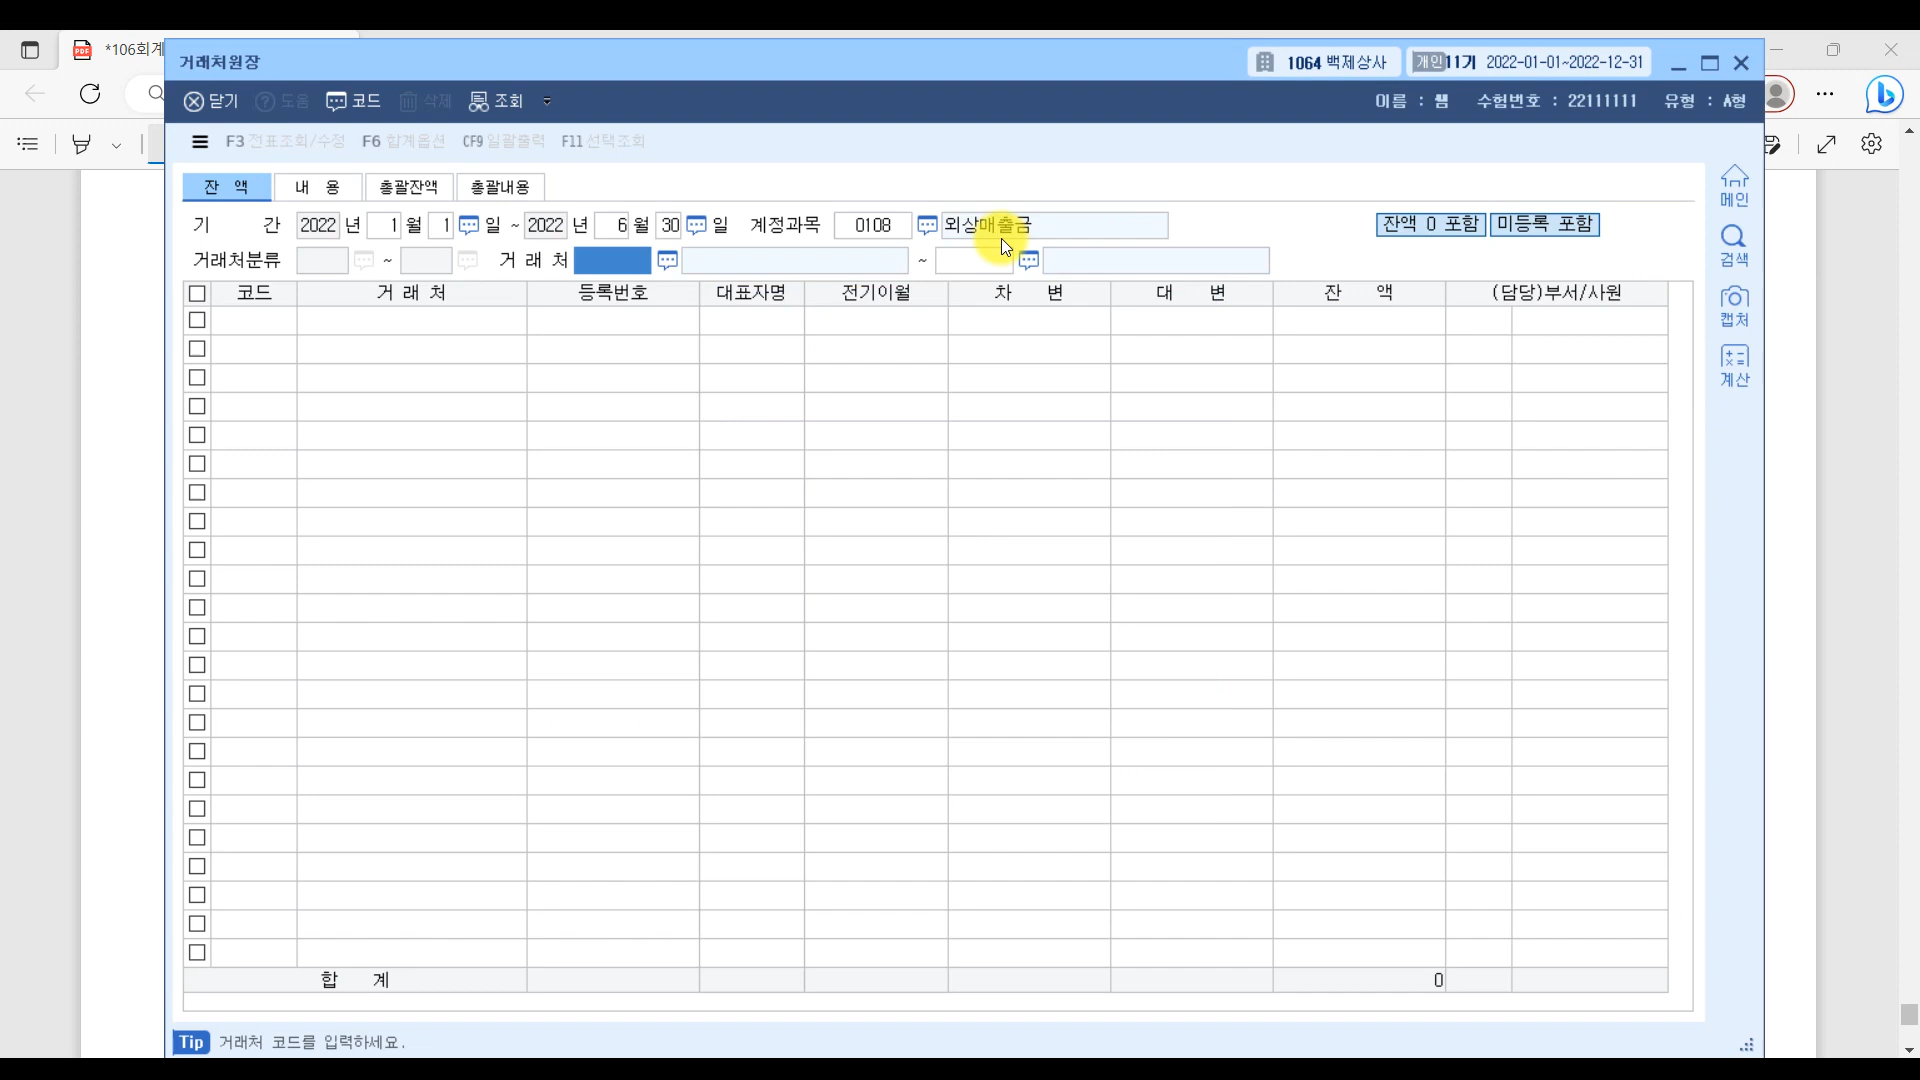 *106회계
거래처원장
1064 백제상사
개인 11기 2022-01-01~2022-12-31
닫기 도움 코드 삭제 조회
이름 : 쌤 수험번호 : 22111111 유형 : A형
F3 전표조회/수정 F6 합계옵션 CF9 일괄출력 F11 선택조회
잔 액 내 용 총괄잔액 총괄내용
기 간 2022 년 1 월 1 일 ~ 2022 년 6 월 30 일 계정과목 0108 외상매출금 잔액 0 포함 미등록 포함
거래처분류 ~ 거 래 처 ~
코드 거 래 처 등록번호 대표자명 전기이월 차 변 대 변 잔 액 (담당)부서/사원
합 계 0
메인
검색
캡처
계산
Tip 거래처 코드를 입력하세요.